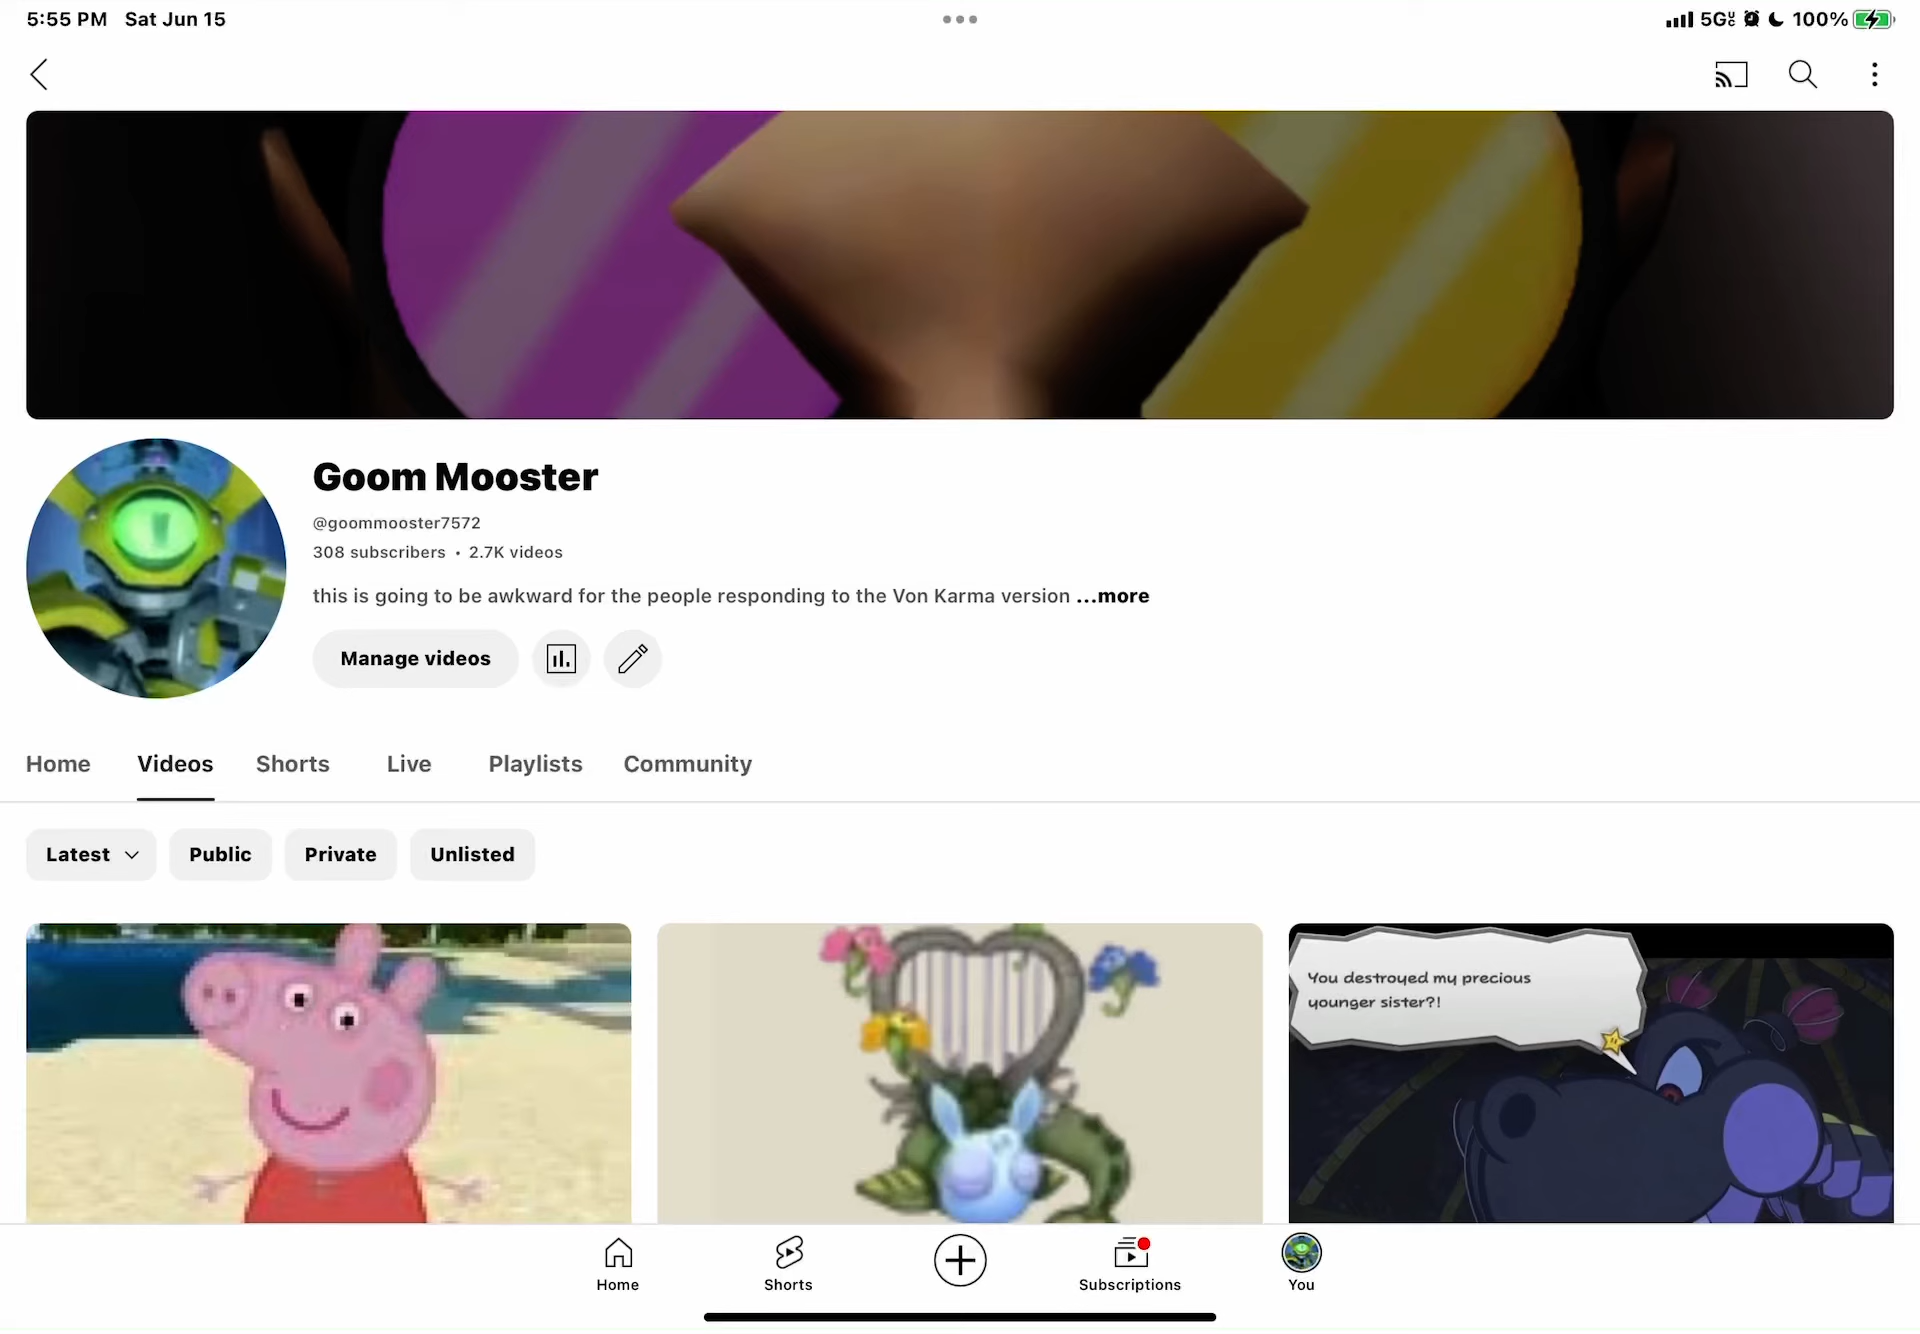 5:55 PM Sat Jun 15
100%
Goom Mooster
@goommooster7572
308 subscribers • 2.7K videos
this is going to be awkward for the people responding to the Von Karma version ...more
Manage videos
Home Videos Shorts Live Playlists Community
Latest Public Private Unlisted
You destroyed my precious
younger sister?!
Home Shorts Subscriptions You